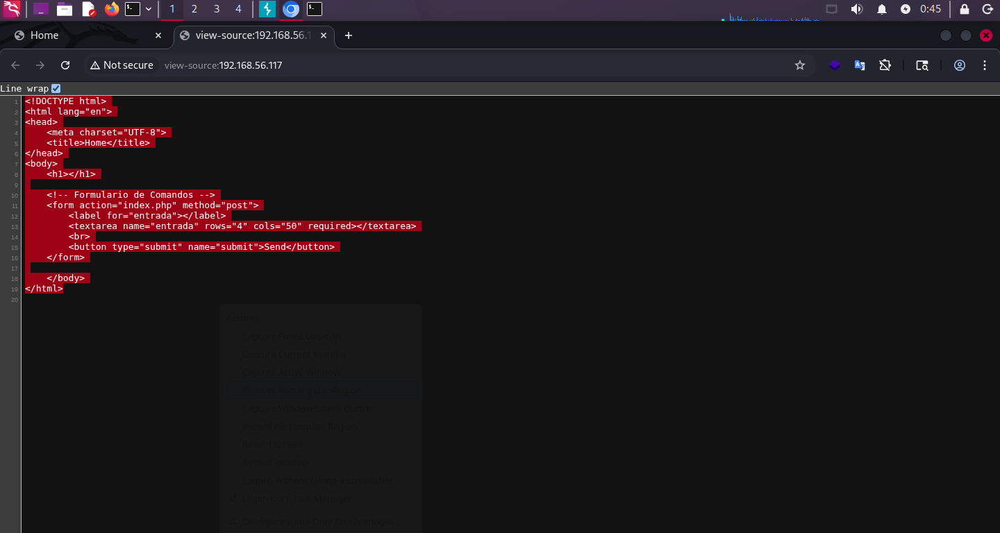 1 2 3 4 0:45
Home view-source:192.168.56.1
Not secure view-source:192.168.56.117
Line wrap
1 <!DOCTYPE html>
2 <html lang="en">
3 <head>
4 <meta charset="UTF-8">
5 <title>Home</title>
6 </head>
7 <body>
8 <h1></h1>
9
10 <!-- Formulario de Comandos -->
11 <form action="index.php" method="post">
12 <label for="entrada"></label>
13 <textarea name="entrada" rows="4" cols="50" required></textarea>
14 <br>
15 <button type="submit" name="submit">Send</button>
16 </form>
17
18 </body>
19 </html>
20
Actions
Capture Entire Desktop
Capture Current Monitor
Capture Active Window
Capture Rectangular Region
Capture Window Under Cursor
Record Rectangular Region
Record Screen
Record Window
Launch without taking a screenshot
Unpin from Task Manager